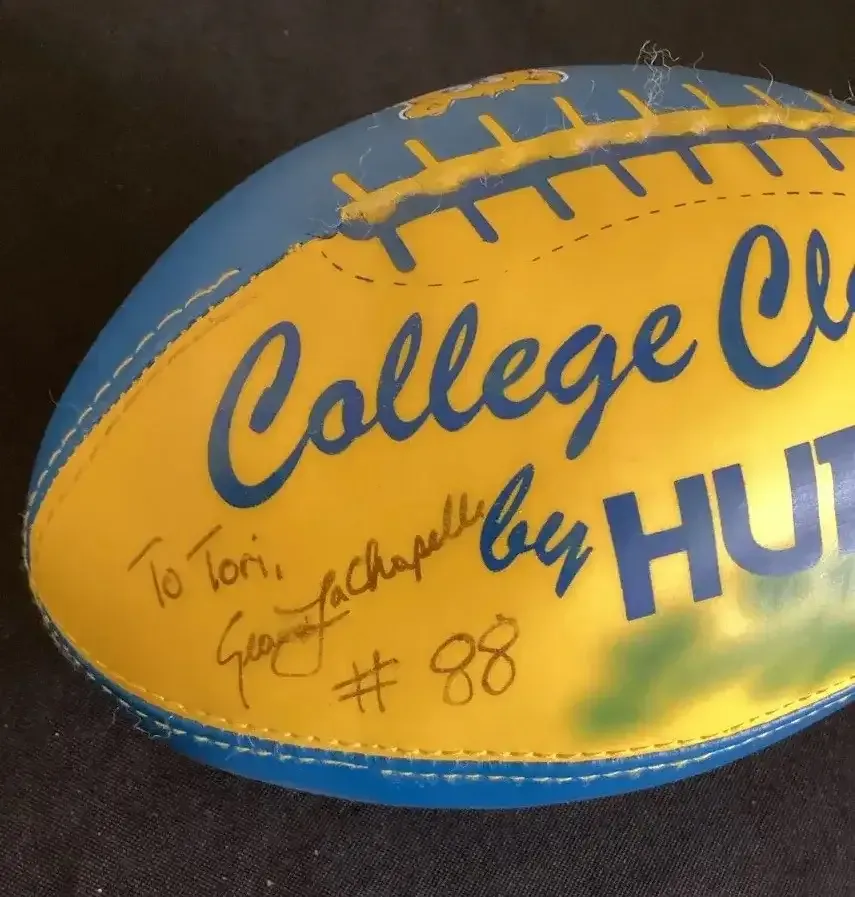 College Cl
by HUT
To Tori,
LaChapelle
# 88